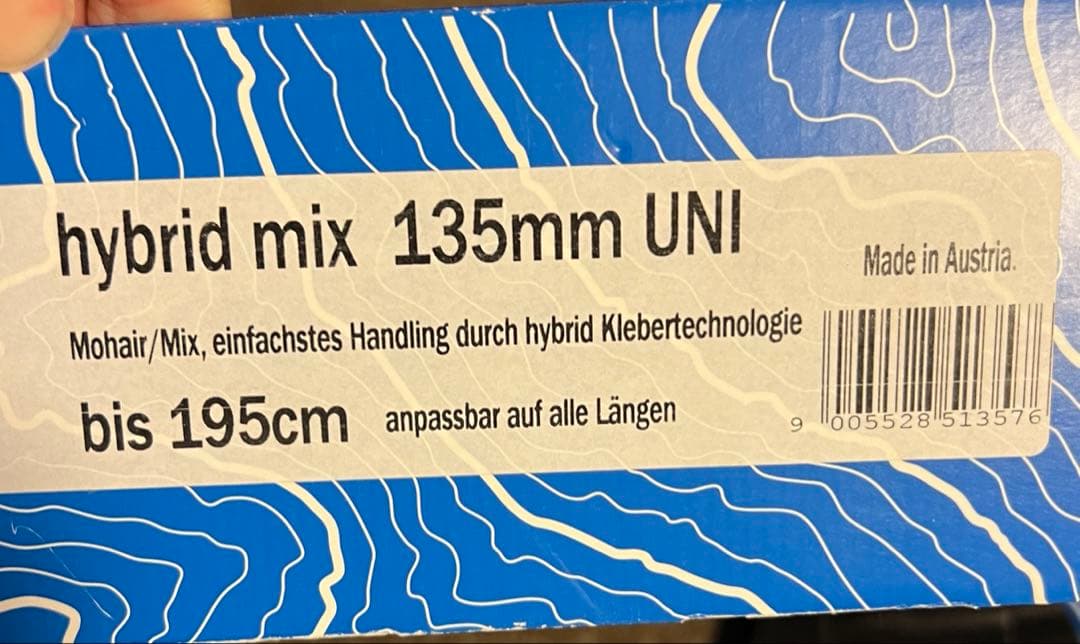 hybrid mix 135mm UNI
Made in Austria.
Mohair/Mix, einfachstes Handling durch hybrid Klebertechnologie
bis 195cm anpassbar auf alle Längen
9 005528 513576